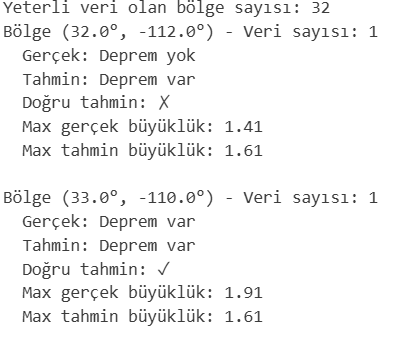 Yeterli veri olan bölge sayısı: 32
Bölge (32.0°, -112.0°) - Veri sayısı: 1
Gerçek: Deprem yok
Tahmin: Deprem var
Doğru tahmin: ✗
Max gerçek büyüklük: 1.41
Max tahmin büyüklük: 1.61
Bölge (33.0°, -110.0°) - Veri sayısı: 1
Gerçek: Deprem var
Tahmin: Deprem var
Doğru tahmin: ✓
Max gerçek büyüklük: 1.91
Max tahmin büyüklük: 1.61